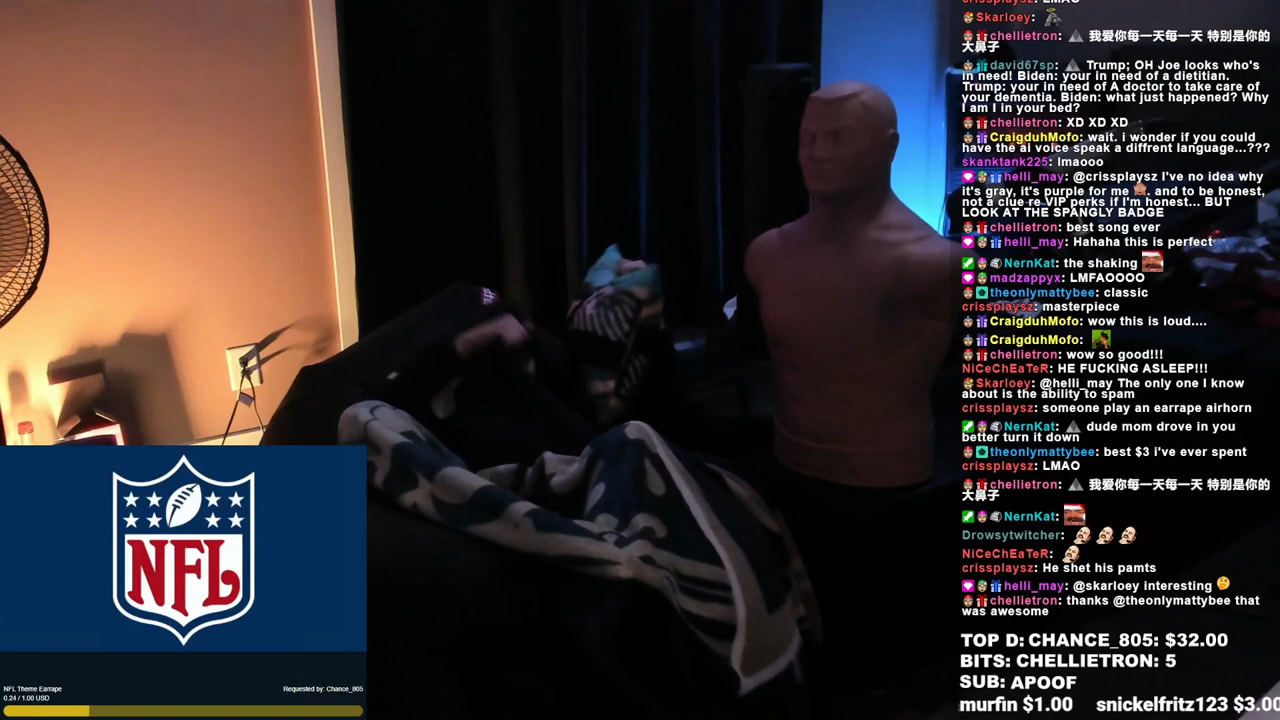 crissplaysz: LMAO
Skarloey:
chellietron: 我愛你每一天每一天 特别是你的
大鼻子
david67sp: Trump; OH Joe looks who's
in need! Biden: your in need of a dietitian.
Trump: your in need of A doctor to take care of
your dementia. Biden: what just happened? Why
I am I in your bed?
chellietron: XD XD XD
CraigduhMofo: wait. i wonder if you could
have the ai voice speak a diffrent language...???
skanktank225: lmaooo
helli_may: @crissplaysz I've no idea why
it's gray, it's purple for me . and to be honest,
not a clue re VIP perks if I'm honest... BUT
LOOK AT THE SPANGLY BADGE
chellietron: best song ever
helli_may: Hahaha this is perfect
NernKat: the shaking
madzappyx: LMFAOOOO
theonlymattybee: classic
crissplaysz: masterpiece
CraigduhMofo: wow this is loud....
CraigduhMofo:
chellietron: wow so good!!!
NiCeChEaTeR: HE FUCKING ASLEEP!!!
Skarloey: @helli_may The only one I know
about is the ability to spam
crissplaysz: someone play an earrape airhorn
NernKat: dude mom drove in you
better turn it down
theonlymattybee: best $3 i've ever spent
crissplaysz: LMAO
chellietron: 我愛你每一天每一天 特别是你的
大鼻子
NernKat:
Drowsytwitcher:
NiCeChEaTeR:
crissplaysz: He shet his pamts
helli_may: @skarloey interesting
chellietron: thanks @theonlymattybee that
was awesome
TOP D: CHANCE_805: $32.00
BITS: CHELLIETRON: 5
SUB: APOOF
murfin $1.00 snickelfritz123 $3.00
NFL
NFL Theme Earrape Requested by: Chance_805
0.24 / 1.00 USD